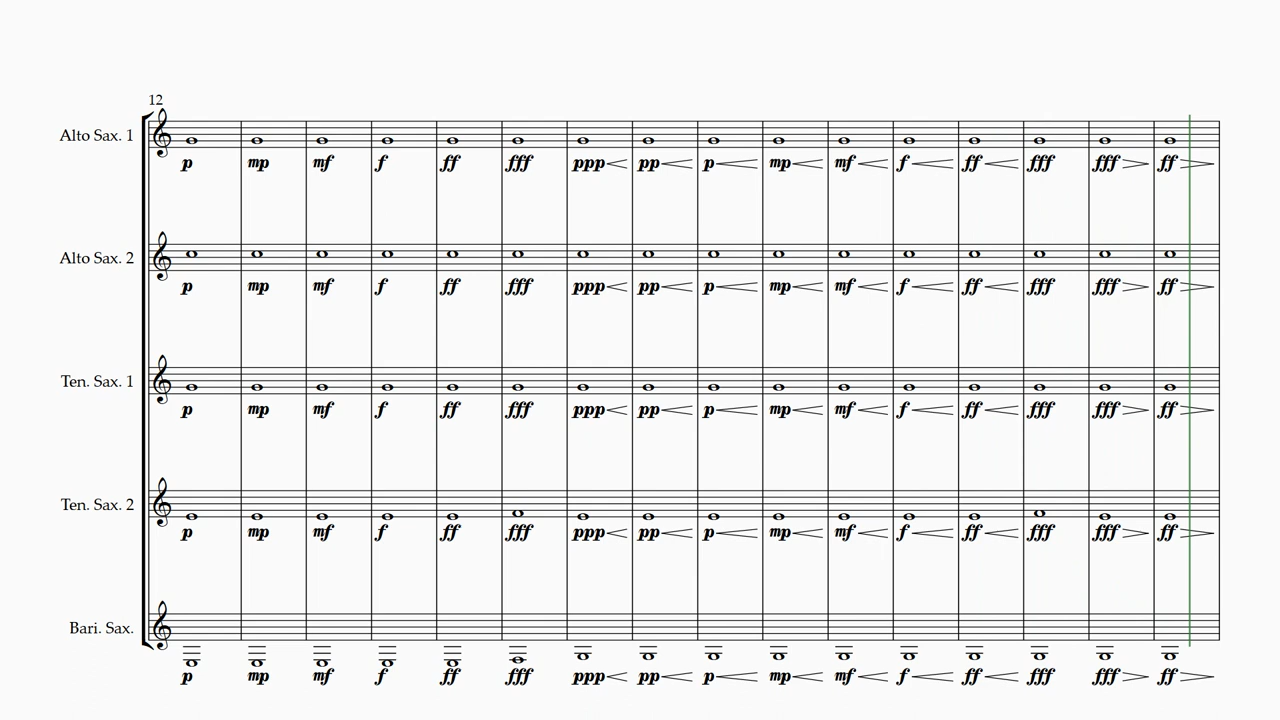 12
Alto Sax. 1
p mp mf f ff fff ppp pp p mp mf f ff fff fff ff
Alto Sax. 2
p mp mf f ff fff ppp pp p mp mf f ff fff fff ff
Ten. Sax. 1
p mp mf f ff fff ppp pp p mp mf f ff fff fff ff
Ten. Sax. 2
p mp mf f ff fff ppp pp p mp mf f ff fff fff ff
Bari. Sax.
p mp mf f ff fff ppp pp p mp mf f ff fff fff ff